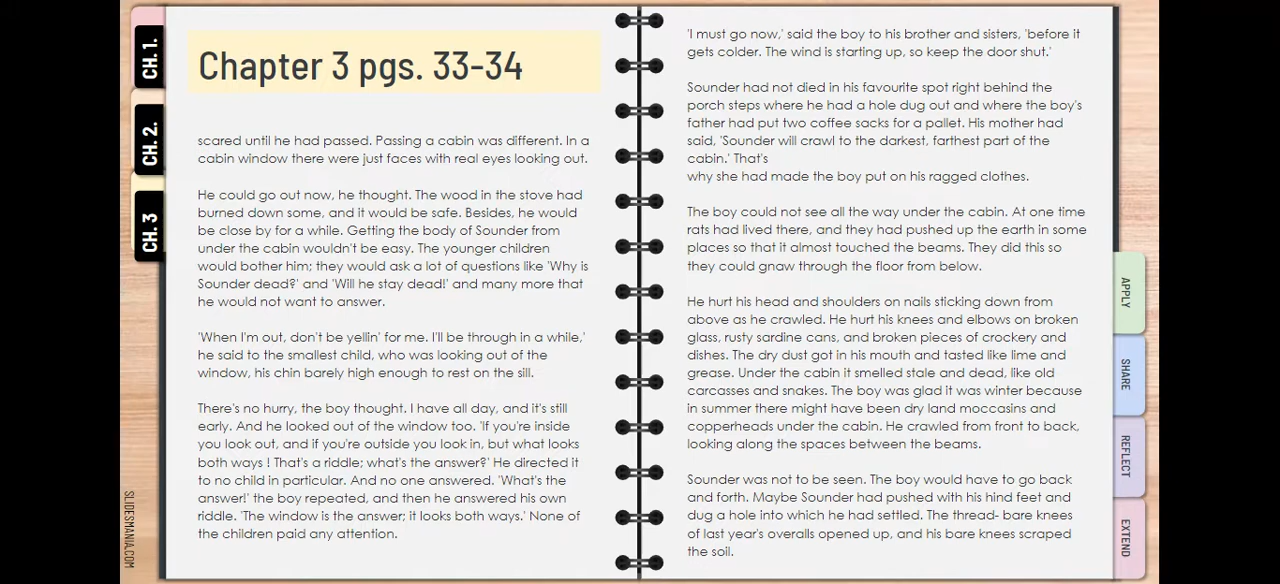 CH. 1.
CH. 2.
CH. 3
Chapter 3 pgs. 33-34
scared until he had passed. Passing a cabin was different. In a
cabin window there were just faces with real eyes looking out.
He could go out now, he thought. The wood in the stove had
burned down some, and it would be safe. Besides, he would
be close by for a while. Getting the body of Sounder from
under the cabin wouldn't be easy. The younger children
would bother him; they would ask a lot of questions like 'Why is
Sounder dead?' and 'Will he stay dead!' and many more that
he would not want to answer.
'When I'm out, don't be yellin' for me. I'll be through in a while,'
he said to the smallest child, who was looking out of the
window, his chin barely high enough to rest on the sill.
There's no hurry, the boy thought. I have all day, and it's still
early. And he looked out of the window too. 'If you're inside
you look out, and if you're outside you look in, but what looks
both ways ! That's a riddle; what's the answer?' He directed it
to no child in particular. And no one answered. 'What's the
answer!' the boy repeated, and then he answered his own
riddle. 'The window is the answer; it looks both ways.' None of
the children paid any attention.
'I must go now,' said the boy to his brother and sisters, 'before it
gets colder. The wind is starting up, so keep the door shut.'
Sounder had not died in his favourite spot right behind the
porch steps where he had a hole dug out and where the boy's
father had put two coffee sacks for a pallet. His mother had
said, 'Sounder will crawl to the darkest, farthest part of the
cabin.' That's
why she had made the boy put on his ragged clothes.
The boy could not see all the way under the cabin. At one time
rats had lived there, and they had pushed up the earth in some
places so that it almost touched the beams. They did this so
they could gnaw through the floor from below.
He hurt his head and shoulders on nails sticking down from
above as he crawled. He hurt his knees and elbows on broken
glass, rusty sardine cans, and broken pieces of crockery and
dishes. The dry dust got in his mouth and tasted like lime and
grease. Under the cabin it smelled stale and dead, like old
carcasses and snakes. The boy was glad it was winter because
in summer there might have been dry land moccasins and
copperheads under the cabin. He crawled from front to back,
looking along the spaces between the beams.
Sounder was not to be seen. The boy would have to go back
and forth. Maybe Sounder had pushed with his hind feet and
dug a hole into which he had settled. The thread- bare knees
of last year's overalls opened up, and his bare knees scraped
the soil.
APPLY
SHARE
REFLECT
EXTEND
SLIDESMANIA.COM